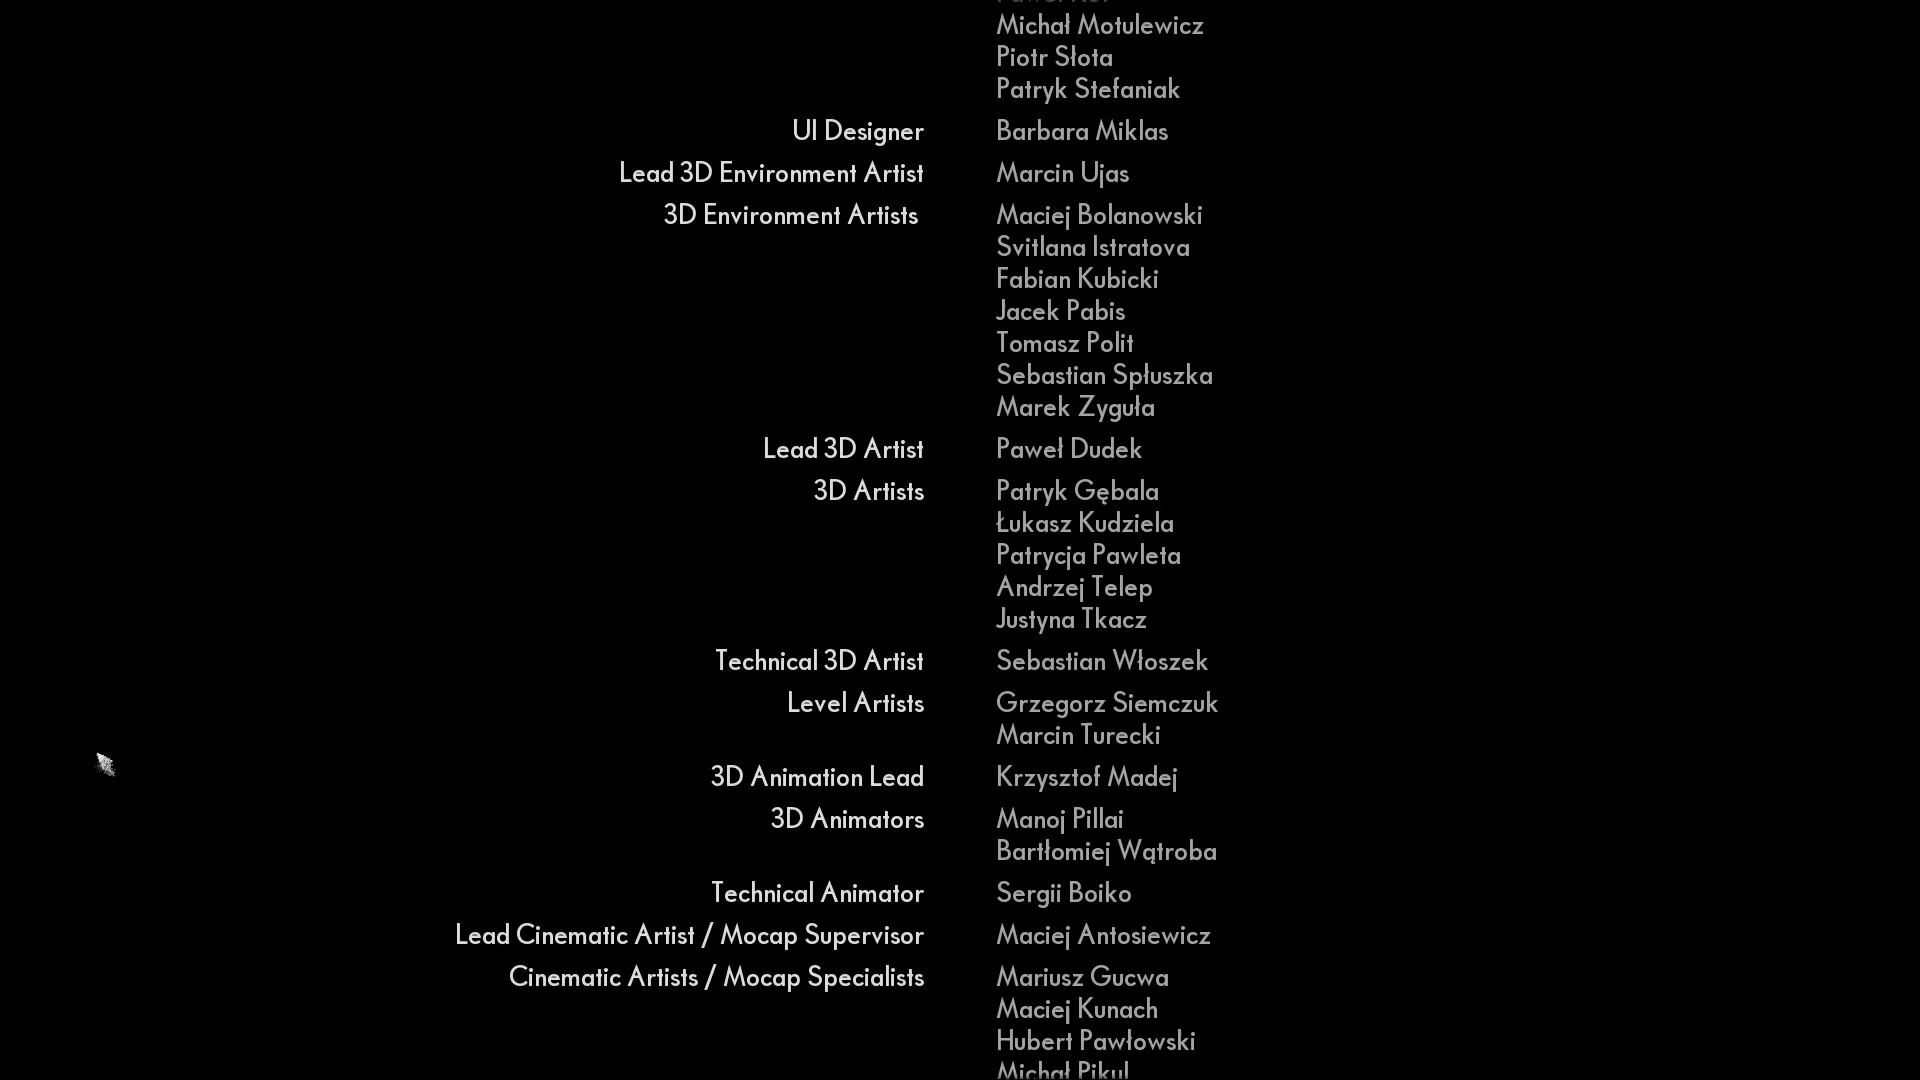 Michał Motulewicz
Piotr Słota
Patryk Stefaniak
UI Designer Barbara Miklas
Lead 3D Environment Artist Marcin Ujas
3D Environment Artists Maciej Bolanowski
Svitlana Istratova
Fabian Kubicki
Jacek Pabis
Tomasz Polit
Sebastian Spłuszka
Marek Zyguła
Lead 3D Artist Paweł Dudek
3D Artists Patryk Gębala
Łukasz Kudziela
Patrycja Pawleta
Andrzej Telep
Justyna Tkacz
Technical 3D Artist Sebastian Włoszek
Level Artists Grzegorz Siemczuk
Marcin Turecki
3D Animation Lead Krzysztof Madej
3D Animators Manoj Pillai
Bartłomiej Wątroba
Technical Animator Sergii Boiko
Lead Cinematic Artist / Mocap Supervisor Maciej Antosiewicz
Cinematic Artists / Mocap Specialists Mariusz Gucwa
Maciej Kunach
Hubert Pawłowski
Michał Pikul